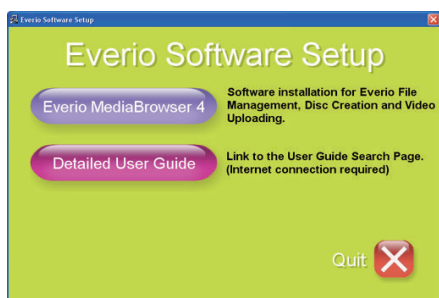 Everio Software Setup
Everio Software Setup
Everio MediaBrowser 4
Software installation for Everio File
Management, Disc Creation and Video
Uploading.
Detailed User Guide
Link to the User Guide Search Page.
(Internet connection required)
Quit